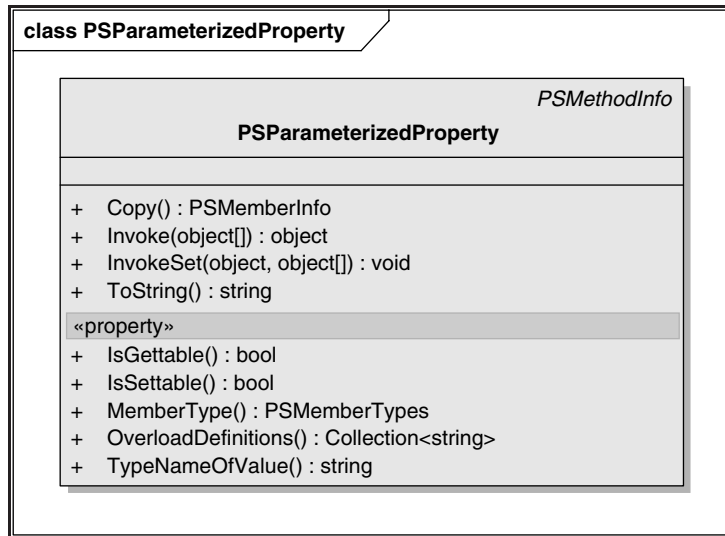 class PSParameterizedProperty
PSMethodInfo
PSParameterizedProperty
+ Copy() : PSMemberInfo
+ Invoke(object[]) : object
+ InvokeSet(object, object[]) : void
+ ToString() : string
«property»
+ IsGettable() : bool
+ IsSettable() : bool
+ MemberType() : PSMemberTypes
+ OverloadDefinitions() : Collection<string>
+ TypeNameOfValue() : string